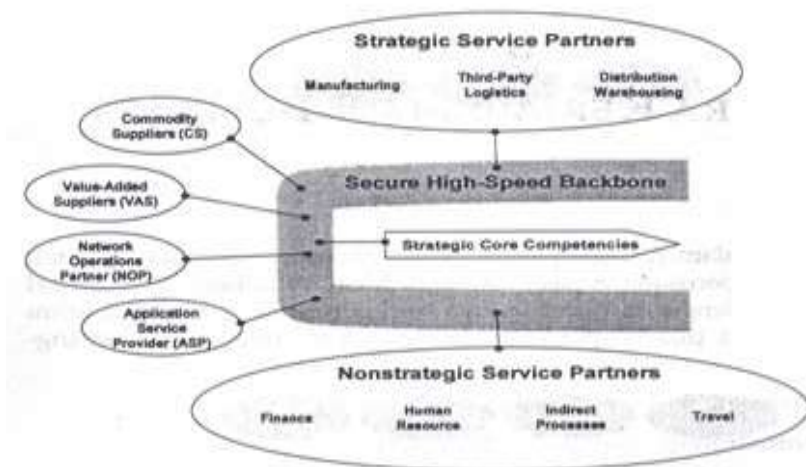 Strategic Service Partners
Manufacturing
Third-Party
Logistics
Distribution
Warehousing
Commodity
Suppliers (CS)
Value-Added
Suppliers (VAS)
Network
Operations
Partner (NOP)
Application
Service
Provider (ASP)
Secure High-Speed Backbone
Strategic Core Competencies
Nonstrategic Service Partners
Finance
Human
Resource
Indirect
Processes
Travel